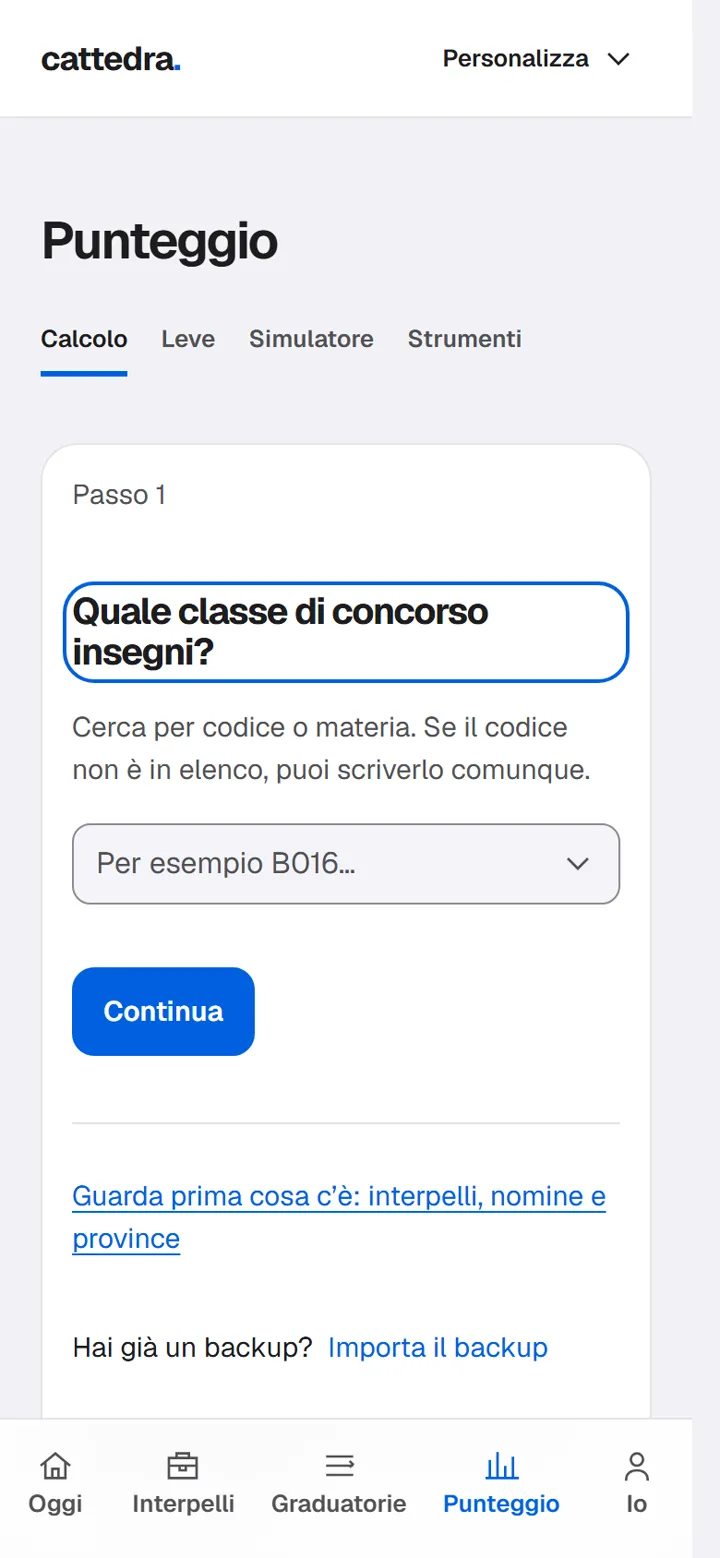 cattedra.
Personalizza
Punteggio
Calcolo Leve Simulatore Strumenti
Passo 1
Quale classe di concorso
insegni?
Cerca per codice o materia. Se il codice
non è in elenco, puoi scriverlo comunque.
Per esempio B016...
Continua
Guarda prima cosa c’è: interpelli, nomine e
province
Hai già un backup? Importa il backup
Oggi Interpelli Graduatorie Punteggio Io